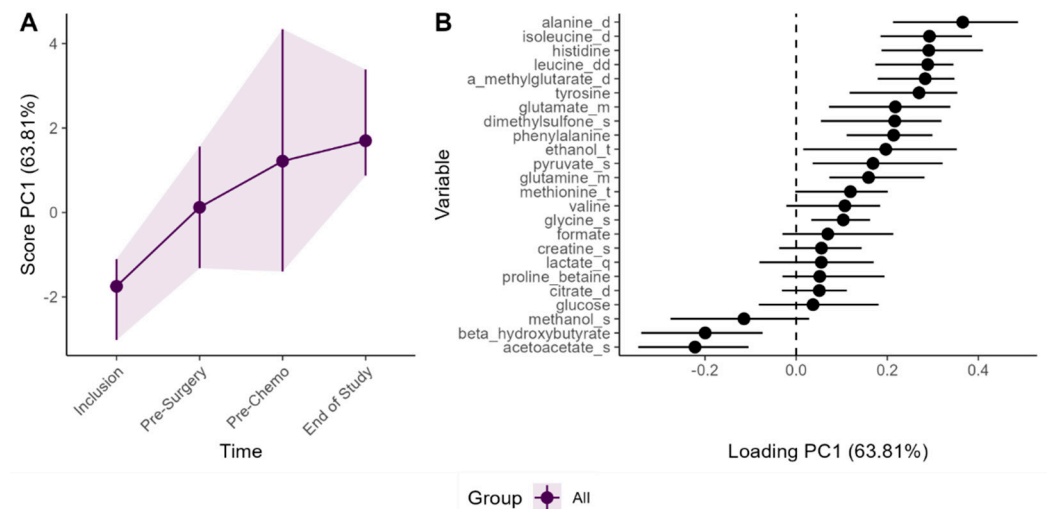 A
Score PC1 (63.81%)
4
2
0
-2
Inclusion
Pre-Surgery
Pre-Chemo
End of Study
Time
B
Variable
alanine_d
isoleucine_d
histidine
leucine_dd
a_methylglutarate_d
tyrosine
glutamate_m
dimethylsulfone_s
phenylalanine
ethanol_t
pyruvate_s
glutamine_m
methionine_t
valine
glycine_s
formate
creatine_s
lactate_q
proline_betaine
citrate_d
glucose
methanol_s
beta_hydroxybutyrate
acetoacetate_s
-0.2 0.0 0.2 0.4
Loading PC1 (63.81%)
Group All